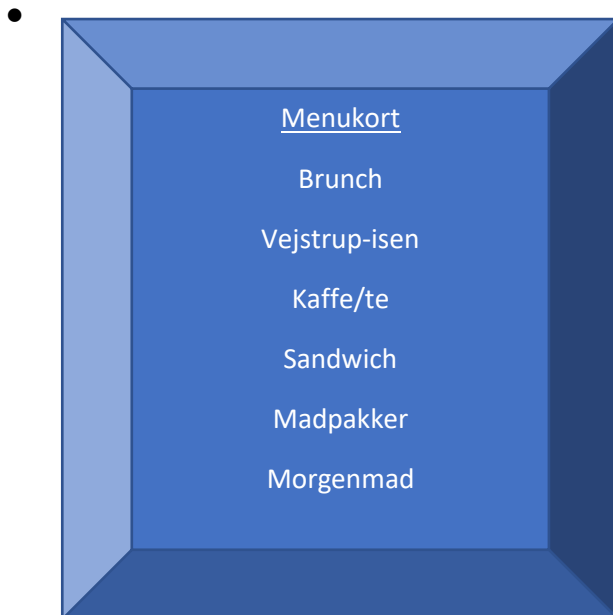 Menukort
Brunch
Vejstrup-isen
Kaffe/te
Sandwich
Madpakker
Morgenmad